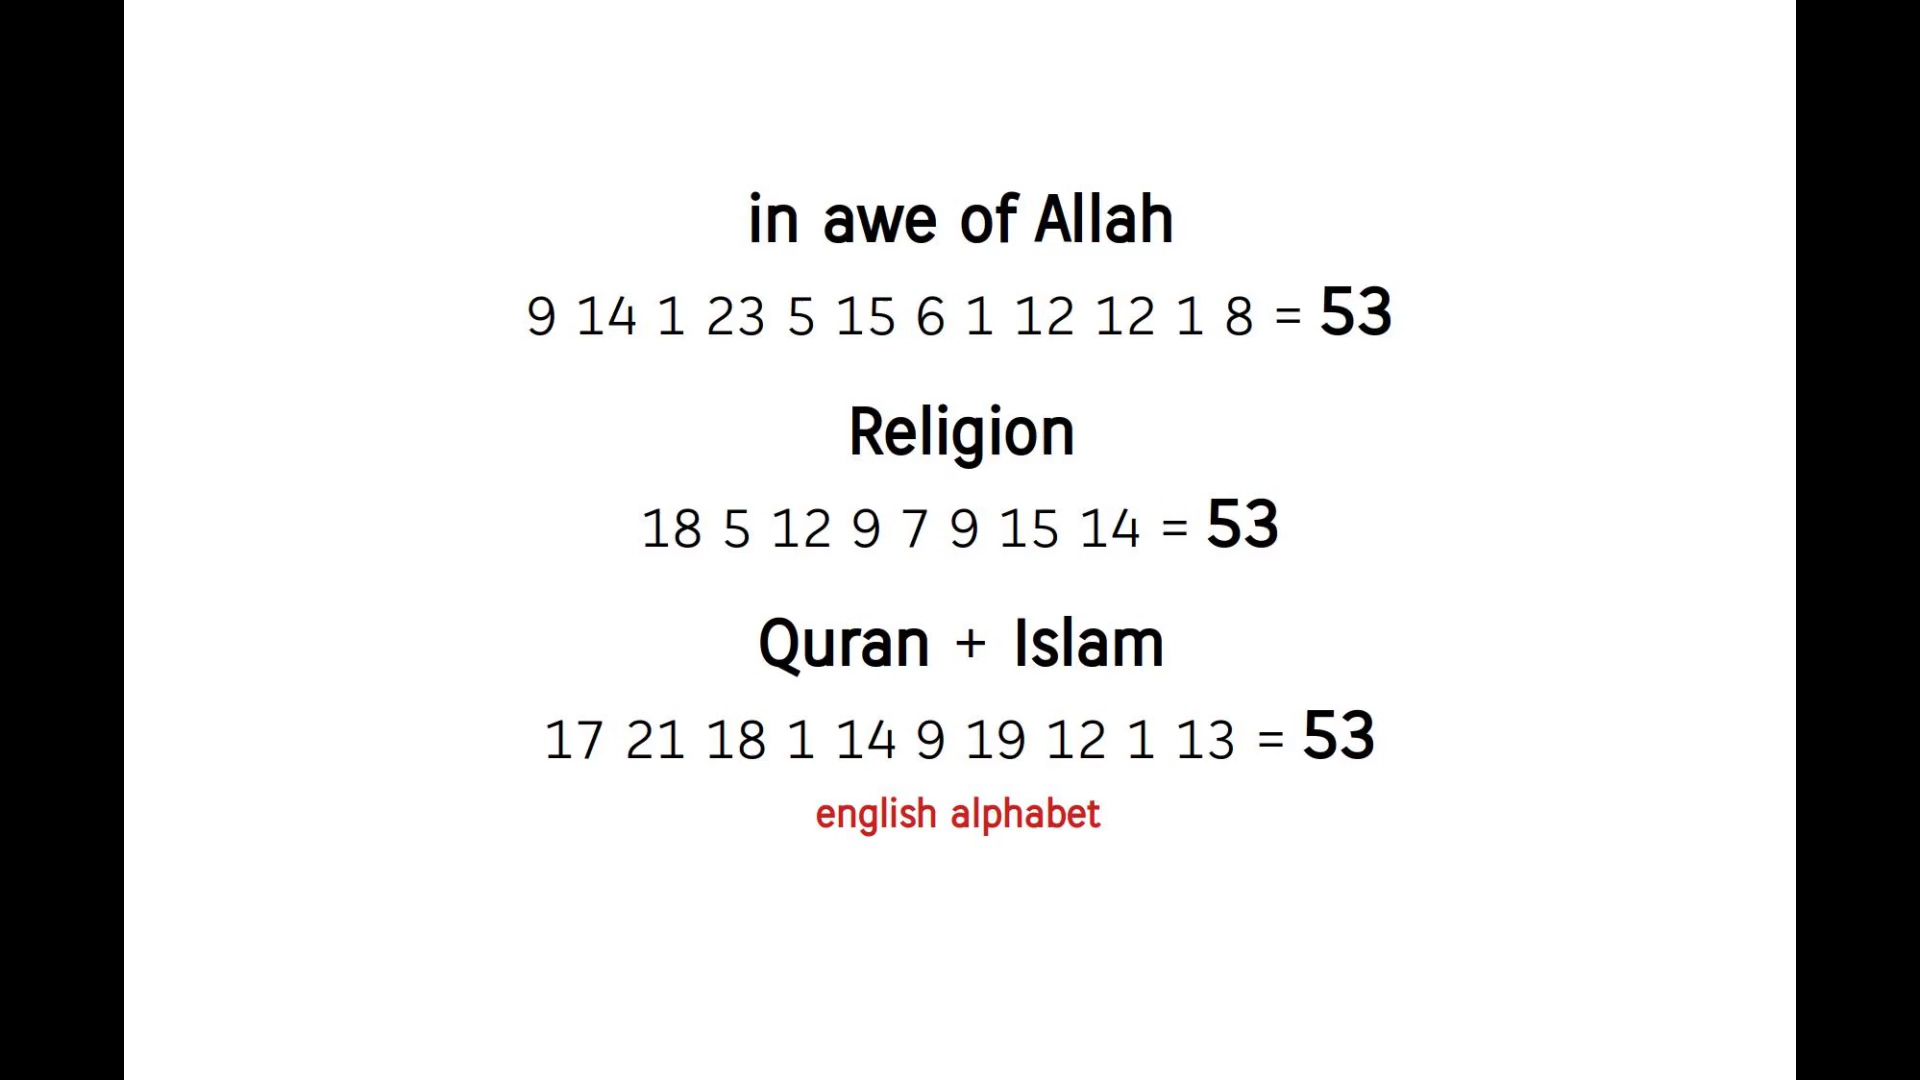 in awe of Allah
9 14 1 23 5 15 6 1 12 12 1 8 = 53
Religion
18 5 12 9 7 9 15 14 = 53
Quran + Islam
17 21 18 1 14 9 19 12 1 13 = 53
english alphabet